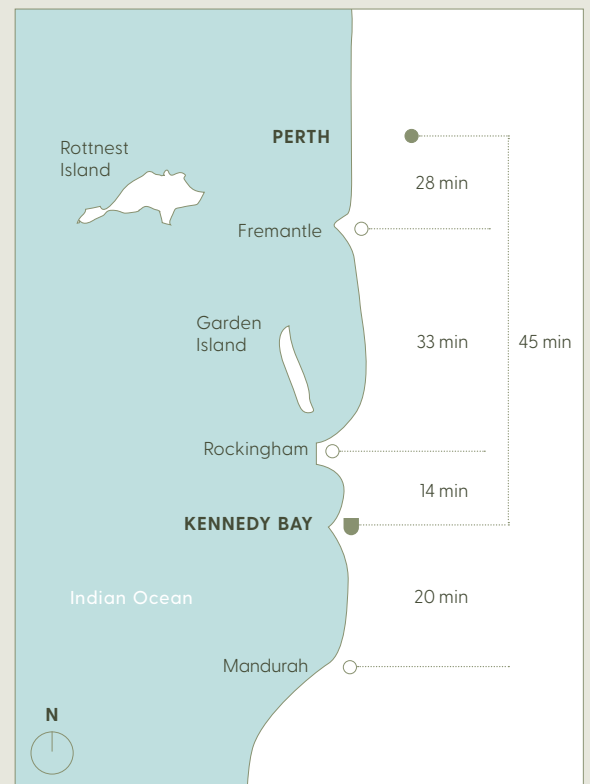 PERTH
Rottnest
Island
28 min
Fremantle
Garden
Island
33 min
45 min
Rockingham
14 min
KENNEDY BAY
Indian Ocean
20 min
Mandurah
N